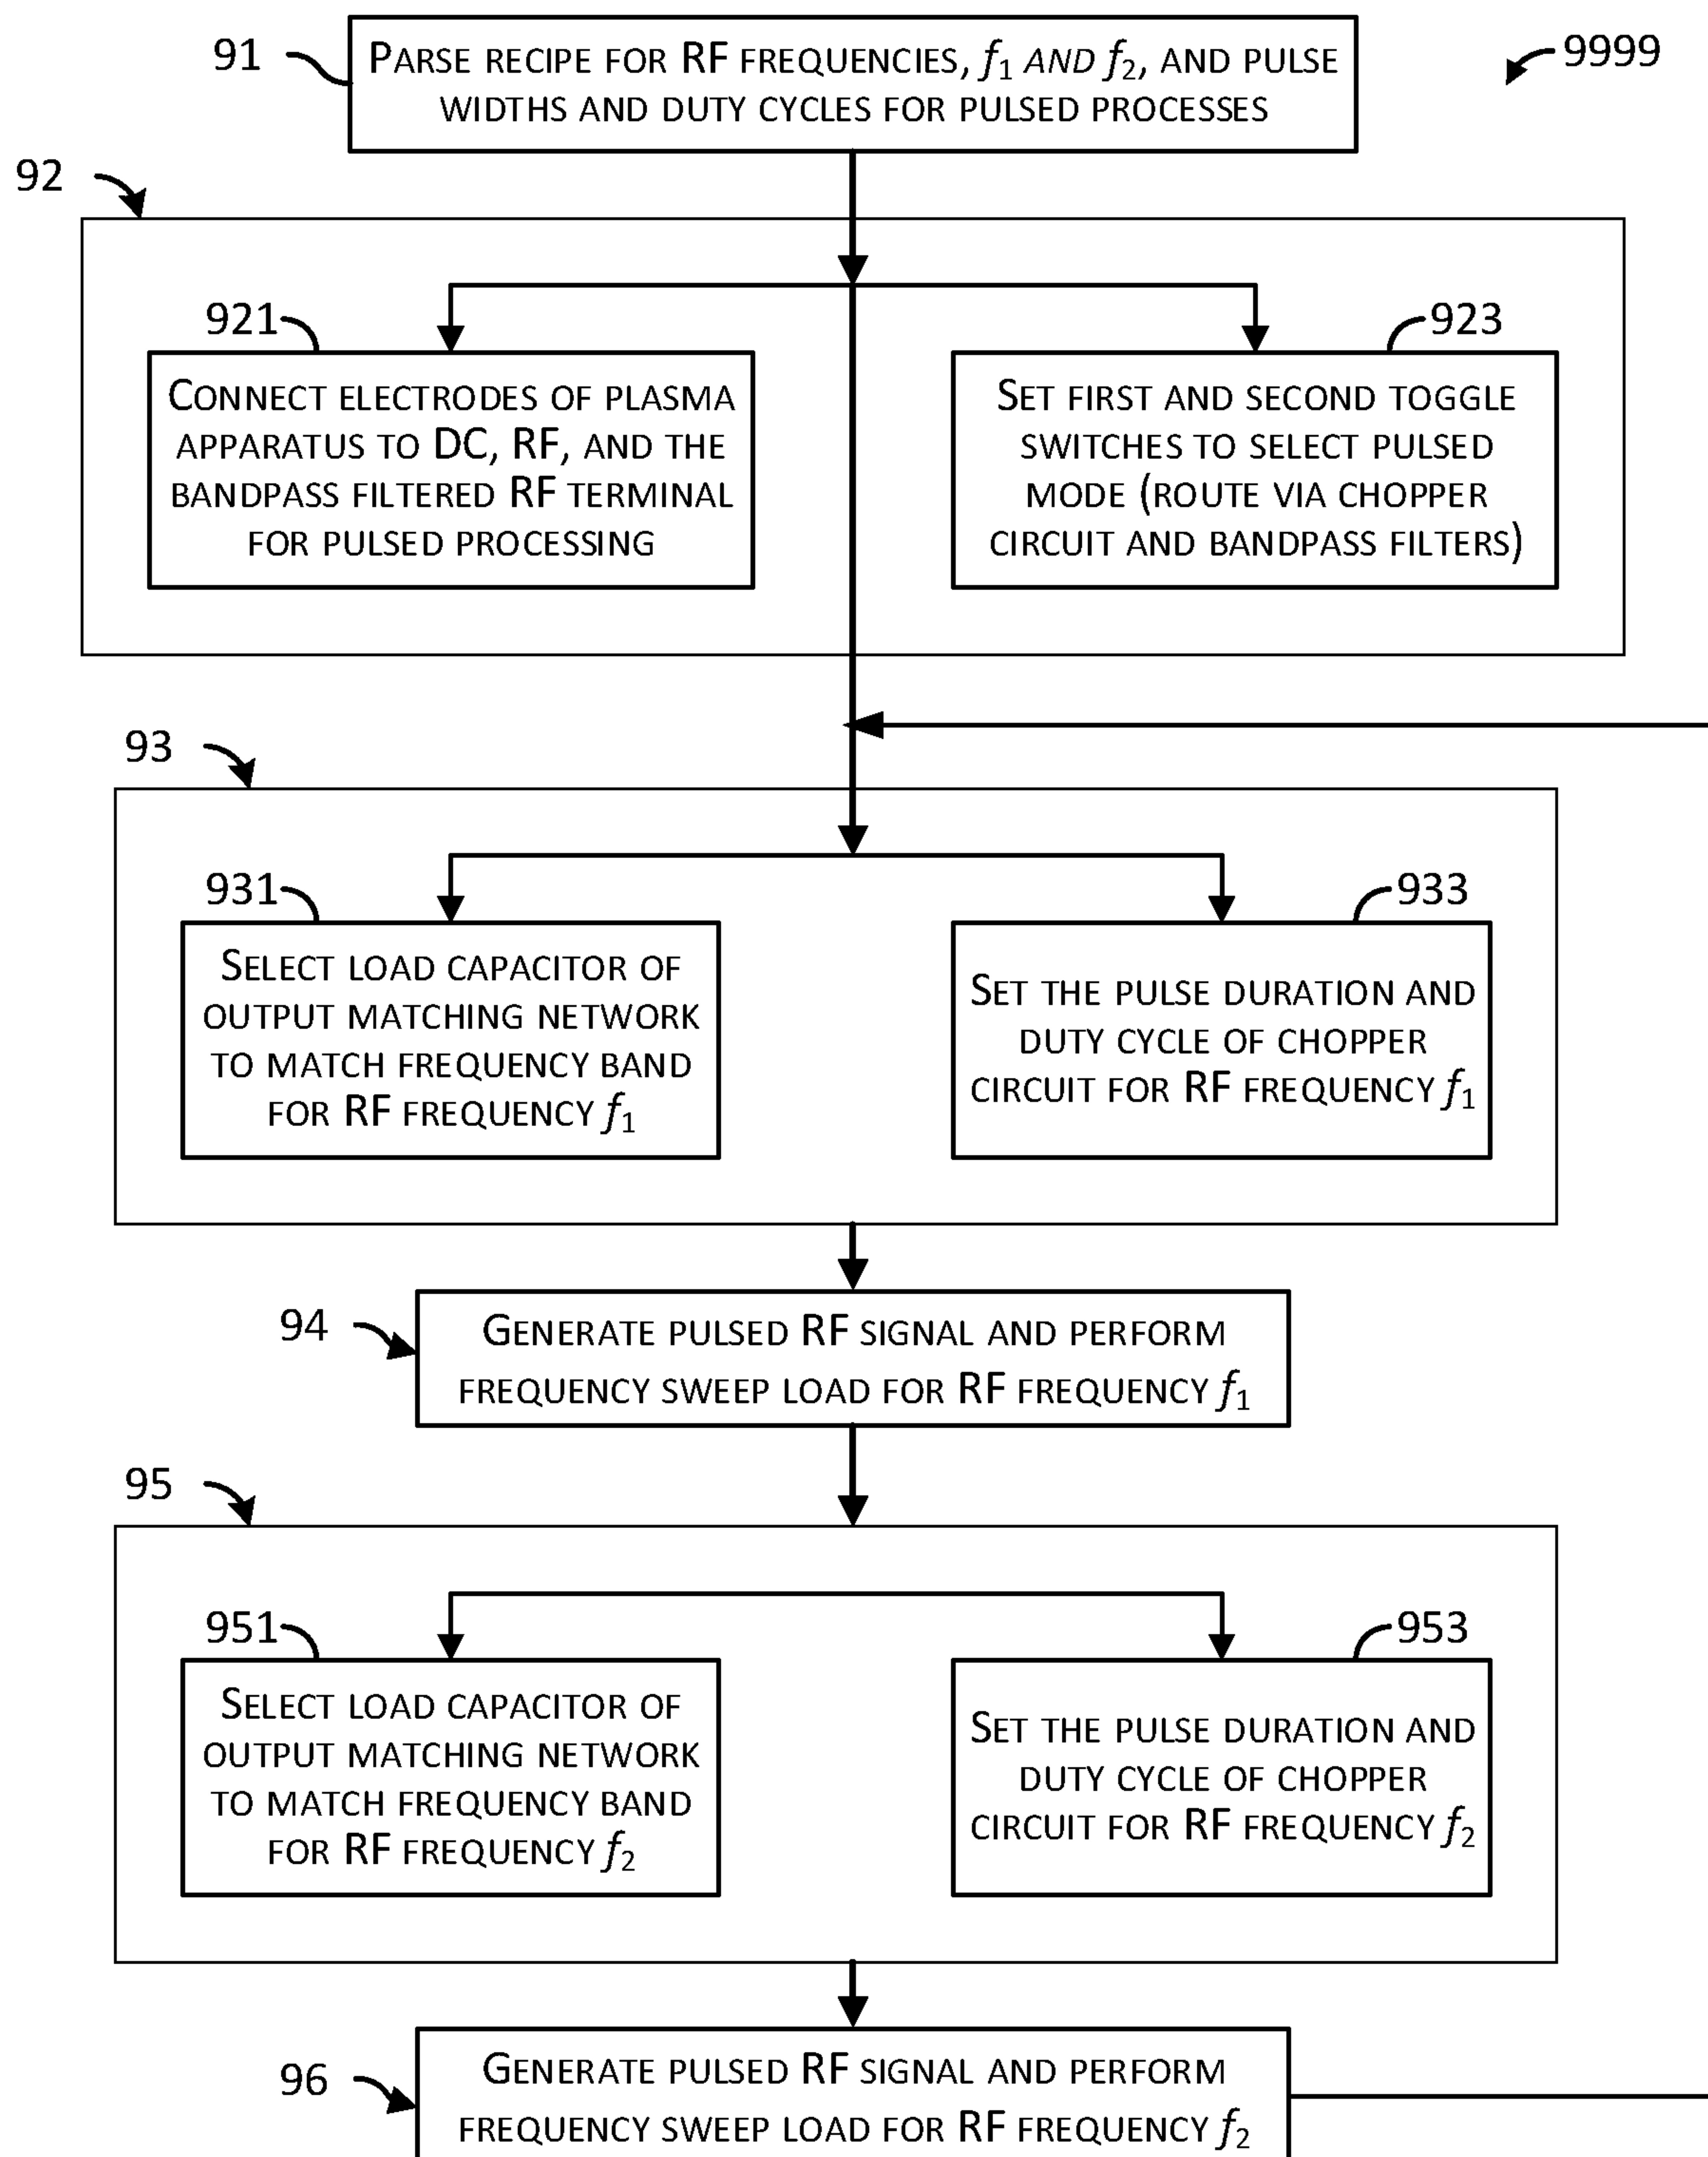 91
PARSE RECIPE FOR RF FREQUENCIES, f1 AND f2, AND PULSE
WIDTHS AND DUTY CYCLES FOR PULSED PROCESSES
9999
92
921
CONNECT ELECTRODES OF PLASMA
APPARATUS TO DC, RF, AND THE
BANDPASS FILTERED RF TERMINAL
FOR PULSED PROCESSING
923
SET FIRST AND SECOND TOGGLE
SWITCHES TO SELECT PULSED
MODE (ROUTE VIA CHOPPER
CIRCUIT AND BANDPASS FILTERS)
93
931
SELECT LOAD CAPACITOR OF
OUTPUT MATCHING NETWORK
TO MATCH FREQUENCY BAND
FOR RF FREQUENCY f1
933
SET THE PULSE DURATION AND
DUTY CYCLE OF CHOPPER
CIRCUIT FOR RF FREQUENCY f1
94
GENERATE PULSED RF SIGNAL AND PERFORM
FREQUENCY SWEEP LOAD FOR RF FREQUENCY f1
95
951
SELECT LOAD CAPACITOR OF
OUTPUT MATCHING NETWORK
TO MATCH FREQUENCY BAND
FOR RF FREQUENCY f2
953
SET THE PULSE DURATION AND
DUTY CYCLE OF CHOPPER
CIRCUIT FOR RF FREQUENCY f2
96
GENERATE PULSED RF SIGNAL AND PERFORM
FREQUENCY SWEEP LOAD FOR RF FREQUENCY f2